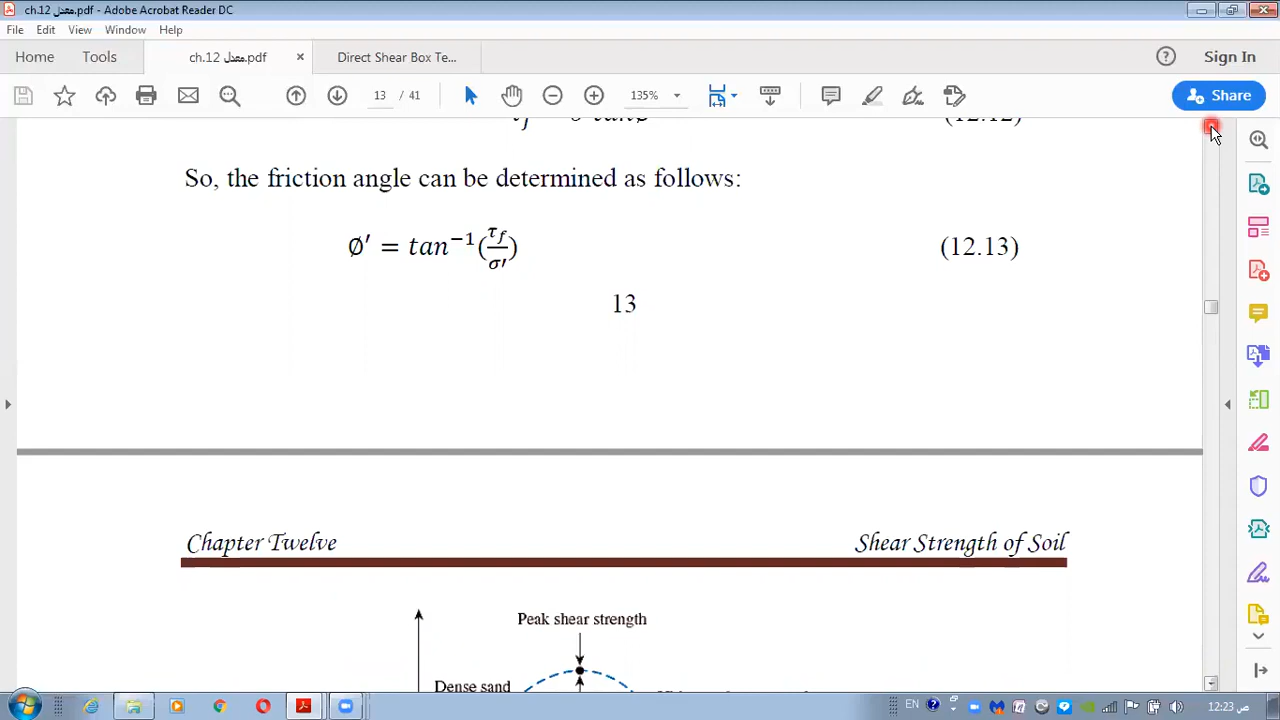 ch.12 معدل.pdf - Adobe Acrobat Reader DC
File Edit View Window Help
Home Tools ch.12 معدل.pdf × Direct Shear Box Te... Sign In
13 / 41 135% Share
(12.12)
So, the friction angle can be determined as follows:
∅′ = tan⁻¹(τf/σ′) (12.13)
13
Chapter Twelve Shear Strength of Soil
Peak shear strength
Dense sand
EN 12:23 ص